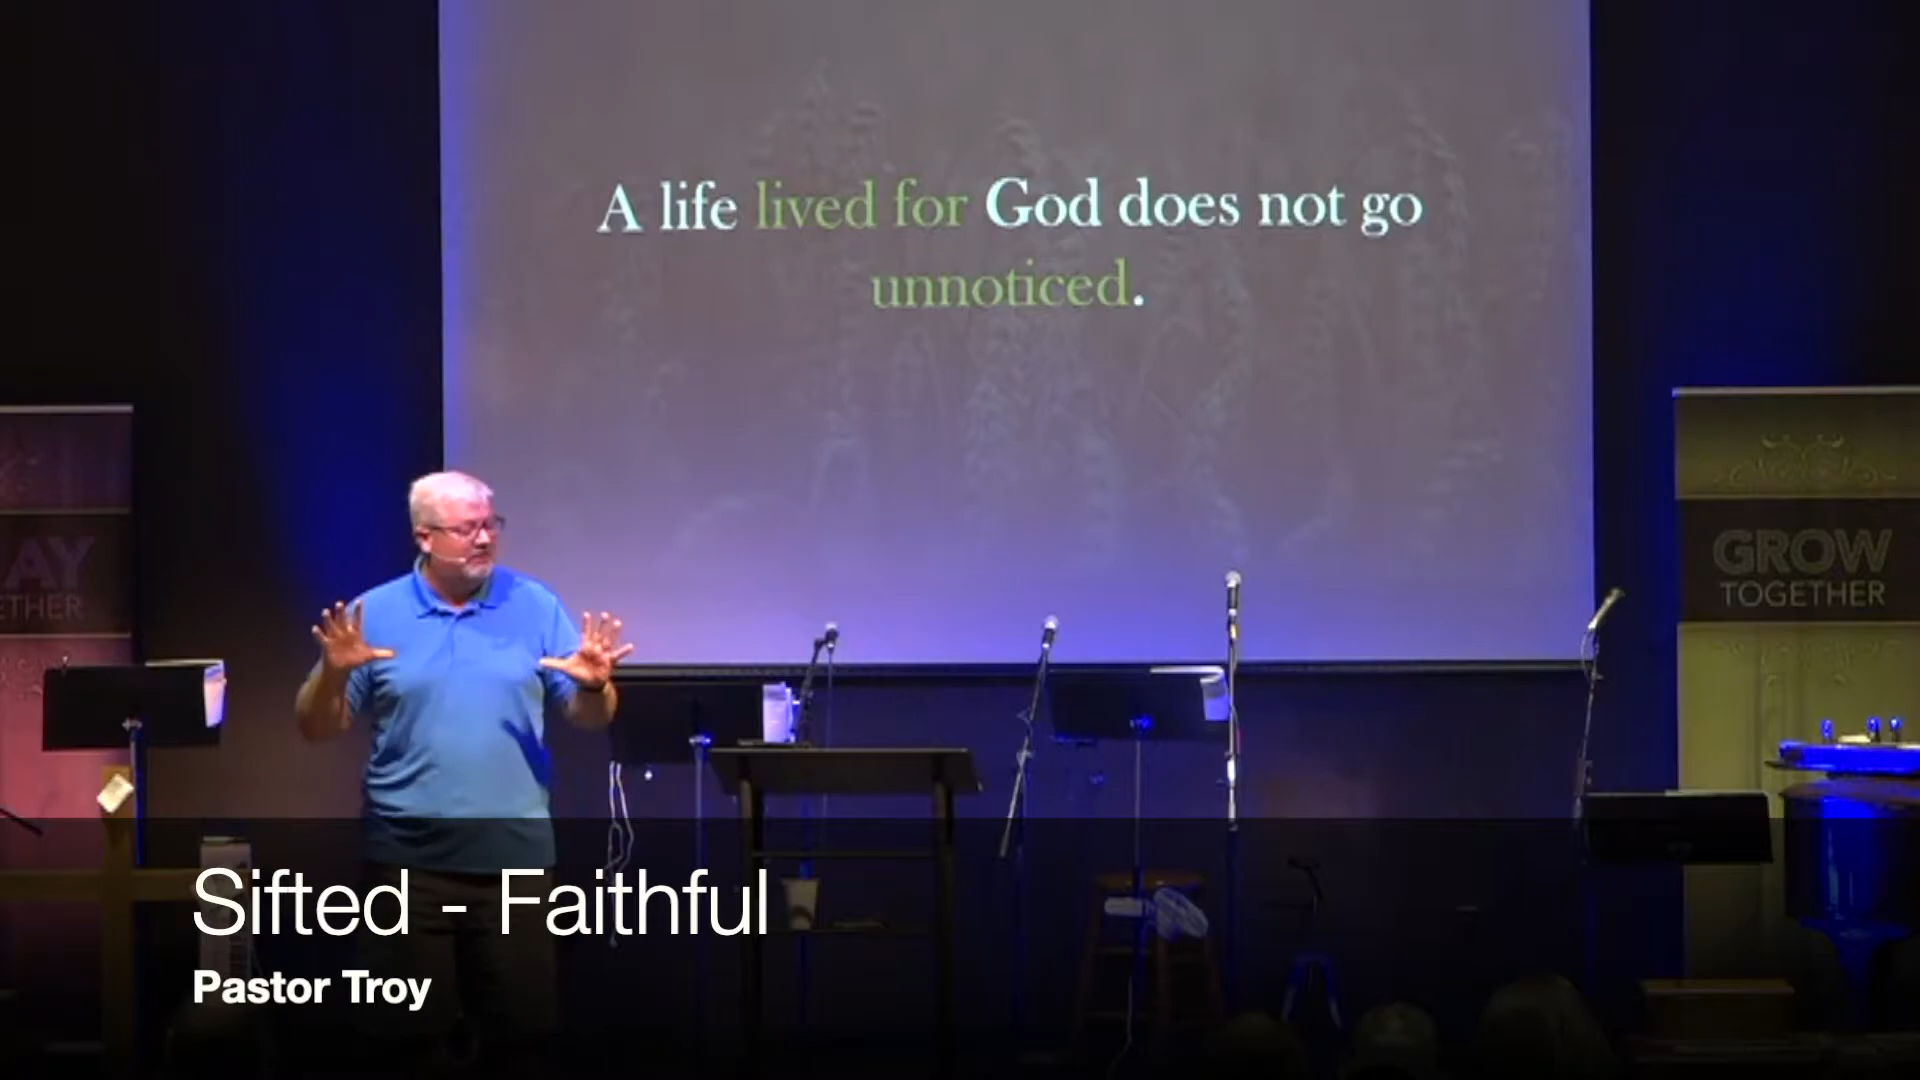 A life lived for God does not go
unnoticed.
GROW
TOGETHER
Sifted - Faithful
Pastor Troy